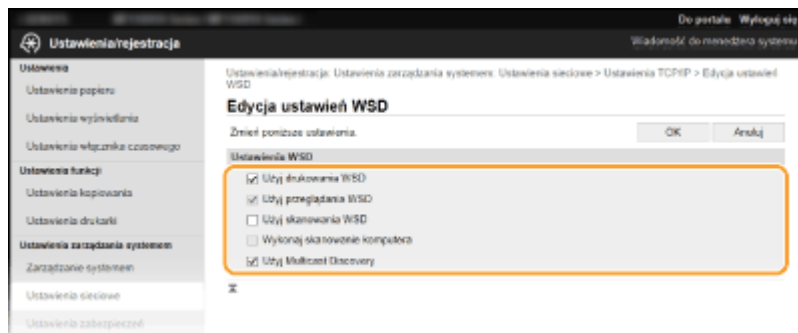 Do portalu Wyloguj się
Ustawienia/rejestracja
Wiadomość do menedżera systemu
Ustawienia
Ustawienia papieru
Ustawienia wyświetlania
Ustawienia włącznika czasowego
Ustawienia funkcji
Ustawienia kopiowania
Ustawienia drukarki
Ustawienia zarządzania systemem
Zarządzanie systemem
Ustawienia sieciowe
Ustawienia zabezpieczeń
Ustawienia/rejestracja: Ustawienia zarządzania systemem: Ustawienia sieciowe > Ustawienia TCP/IP > Edycja ustawień
WSD
Edycja ustawień WSD
Zmień poniższe ustawienia.
OK Anuluj
Ustawienia WSD
Użyj drukowania WSD
Użyj przeglądania WSD
Użyj skanowania WSD
Wykonaj skanowanie komputera
Użyj Multicast Discovery